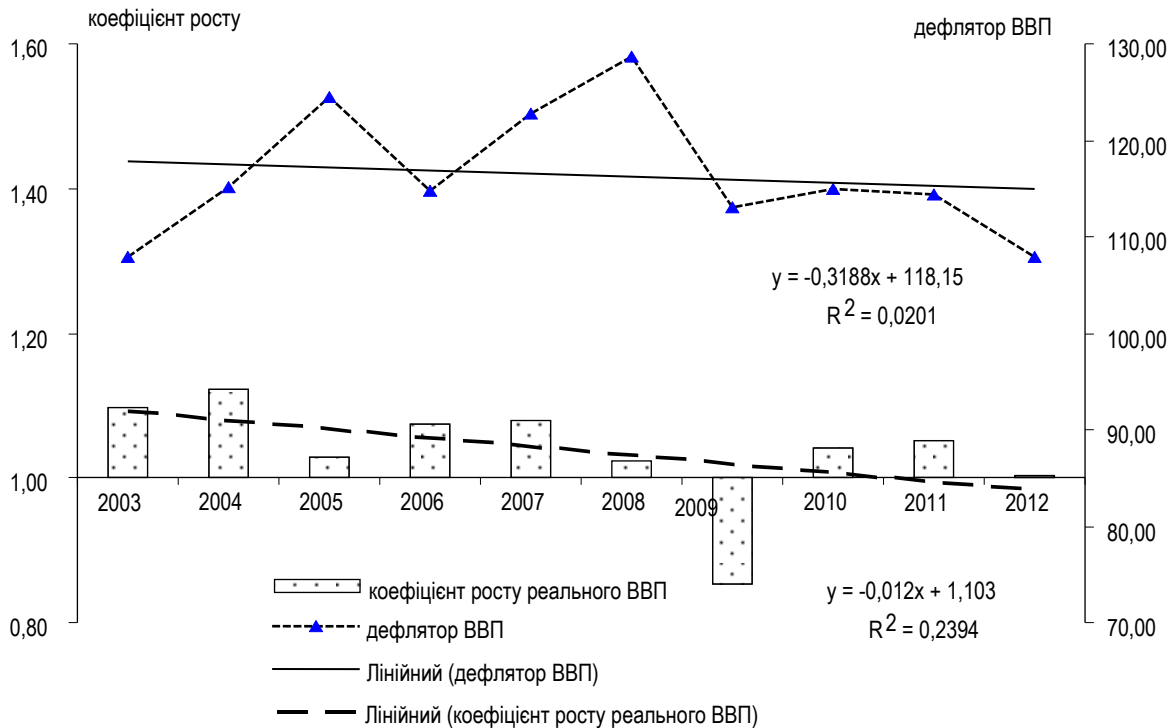 коефіцієнт росту
дефлятор ВВП
1,60
1,40
1,20
1,00
0,80
130,00
120,00
110,00
100,00
90,00
80,00
70,00
y = -0,3188x + 118,15
R2 = 0,0201
2003 2004 2005 2006 2007 2008 2009 2010 2011 2012
y = -0,012x + 1,103
R2 = 0,2394
коефіцієнт росту реального ВВП
дефлятор ВВП
Лінійний (дефлятор ВВП)
Лінійний (коефіцієнт росту реального ВВП)